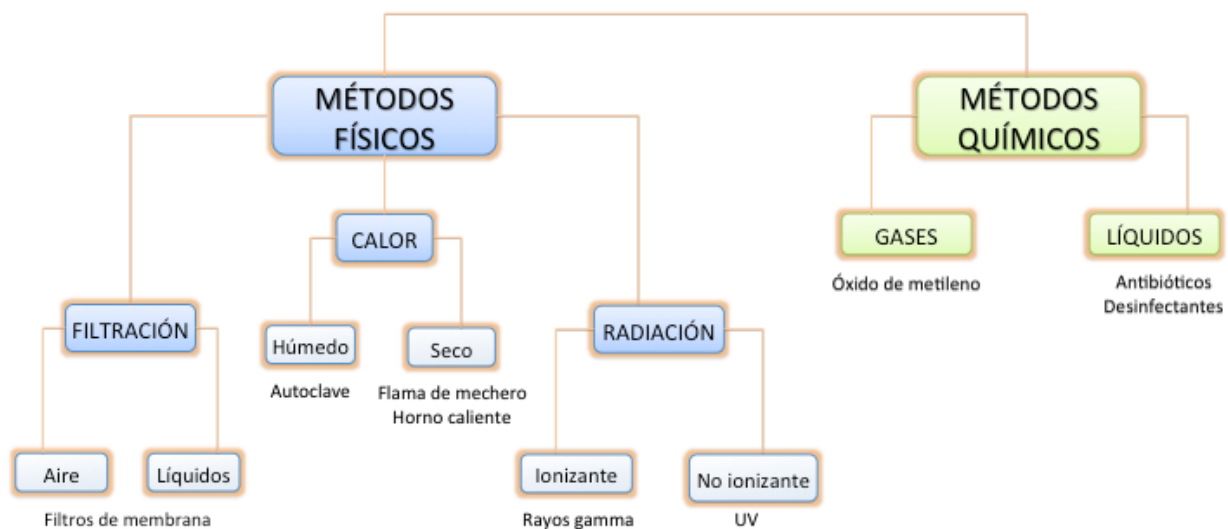 MÉTODOS
FÍSICOS
MÉTODOS
QUÍMICOS
CALOR
GASES
LÍQUIDOS
Óxido de metileno
Antibióticos
Desinfectantes
FILTRACIÓN
Húmedo
Seco
RADIACIÓN
Autoclave
Flama de mechero
Horno caliente
Aire
Líquidos
Ionizante
No ionizante
Filtros de membrana
Rayos gamma
UV